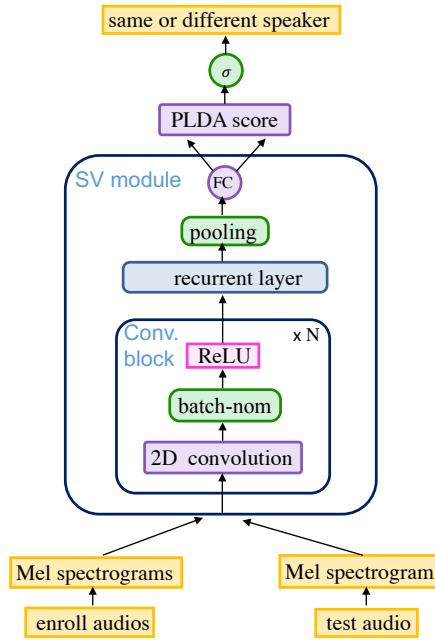 same or different speaker
σ
PLDA score
SV module
FC
pooling
recurrent layer
Conv.
block
x N
ReLU
batch-nom
2D convolution
Mel spectrograms
Mel spectrogram
enroll audios
test audio